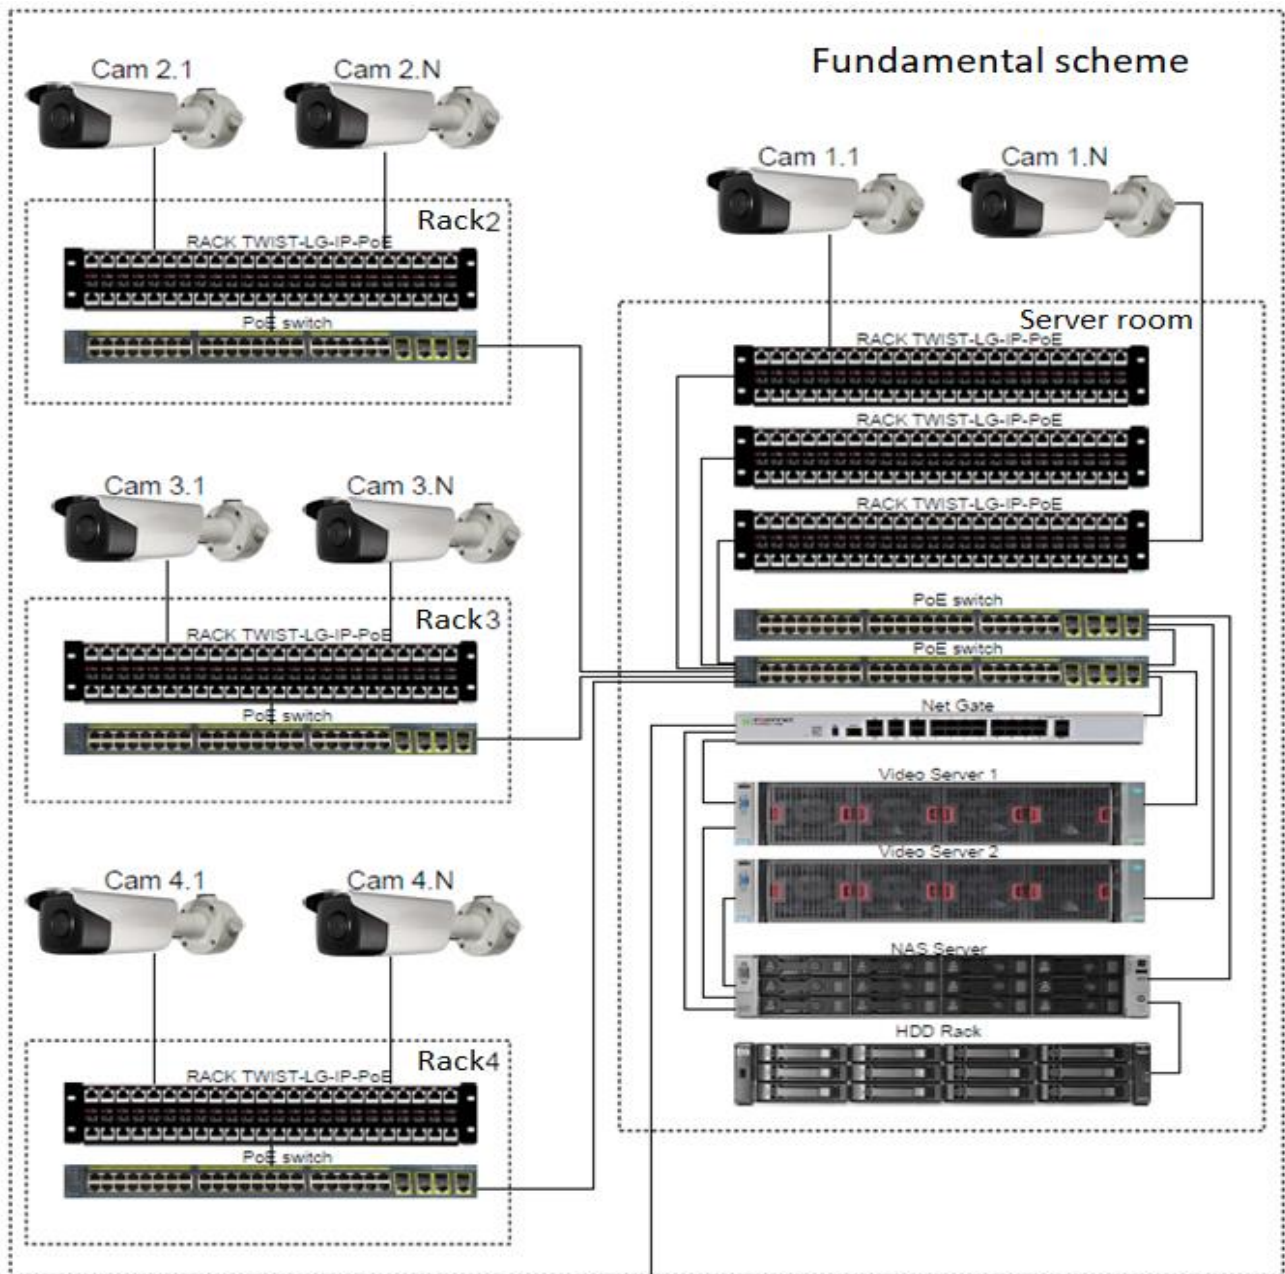 Fundamental scheme
Cam 2.1
Cam 2.N
Rack2
RACK TWIST-LG-IP-PoE
PoE switch
Cam 3.1
Cam 3.N
Rack3
RACK TWIST-LG-IP-PoE
PoE switch
Cam 4.1
Cam 4.N
Rack4
RACK TWIST-LG-IP-PoE
PoE switch
Cam 1.1
Cam 1.N
Server room
RACK TWIST-LG-IP-PoE
RACK TWIST-LG-IP-PoE
RACK TWIST-LG-IP-PoE
PoE switch
PoE switch
Net Gate
Video Server 1
Video Server 2
NAS Server
HDD Rack